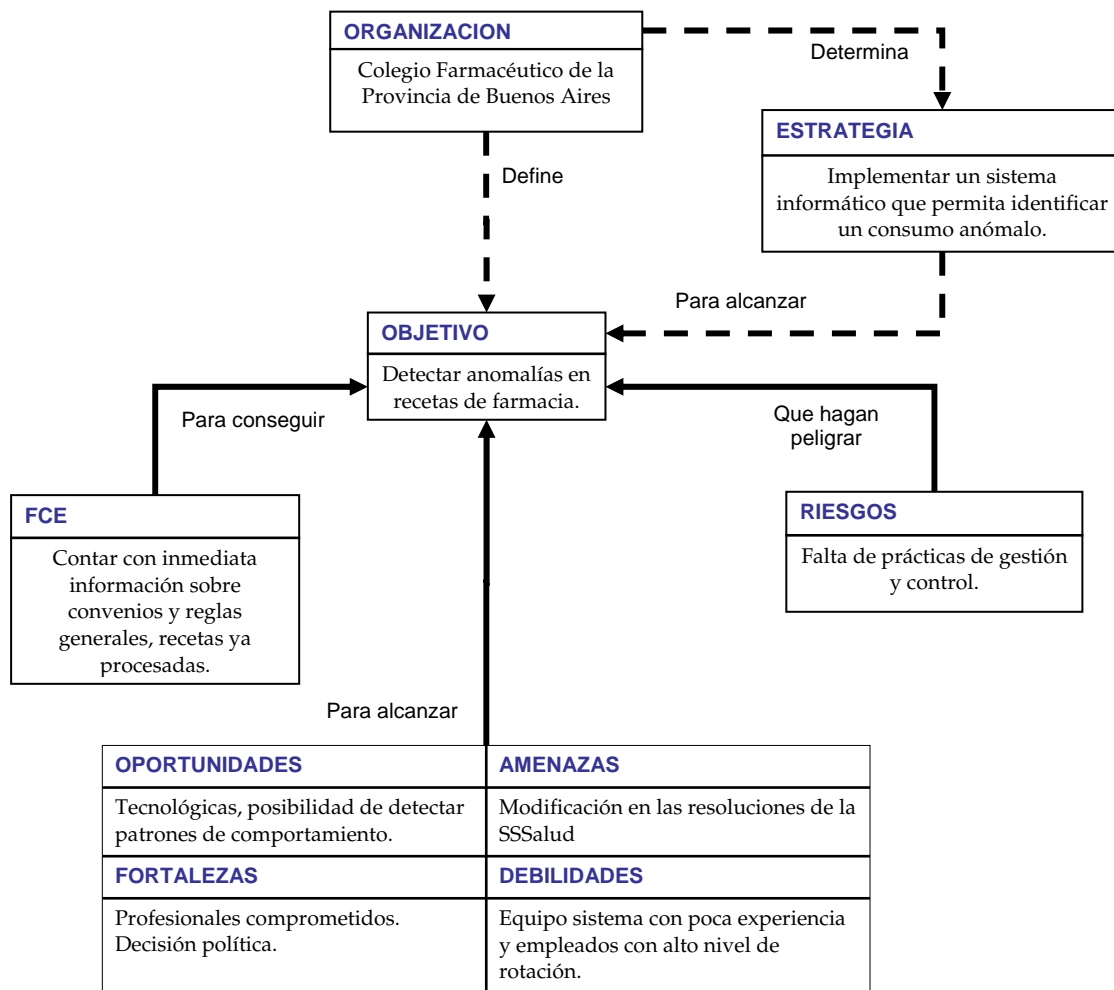 ORGANIZACION
Colegio Farmacéutico de la
Provincia de Buenos Aires
Determina
ESTRATEGIA
Implementar un sistema
informático que permita identificar
un consumo anómalo.
Define
Para alcanzar
OBJETIVO
Detectar anomalías en
recetas de farmacia.
Para conseguir
Que hagan
peligrar
FCE
Contar con inmediata
información sobre
convenios y reglas
generales, recetas ya
procesadas.
RIESGOS
Falta de prácticas de gestión
y control.
Para alcanzar
OPORTUNIDADES
Tecnológicas, posibilidad de detectar
patrones de comportamiento.
AMENAZAS
Modificación en las resoluciones de la
SSSalud
FORTALEZAS
Profesionales comprometidos.
Decisión política.
DEBILIDADES
Equipo sistema con poca experiencia
y empleados con alto nivel de
rotación.